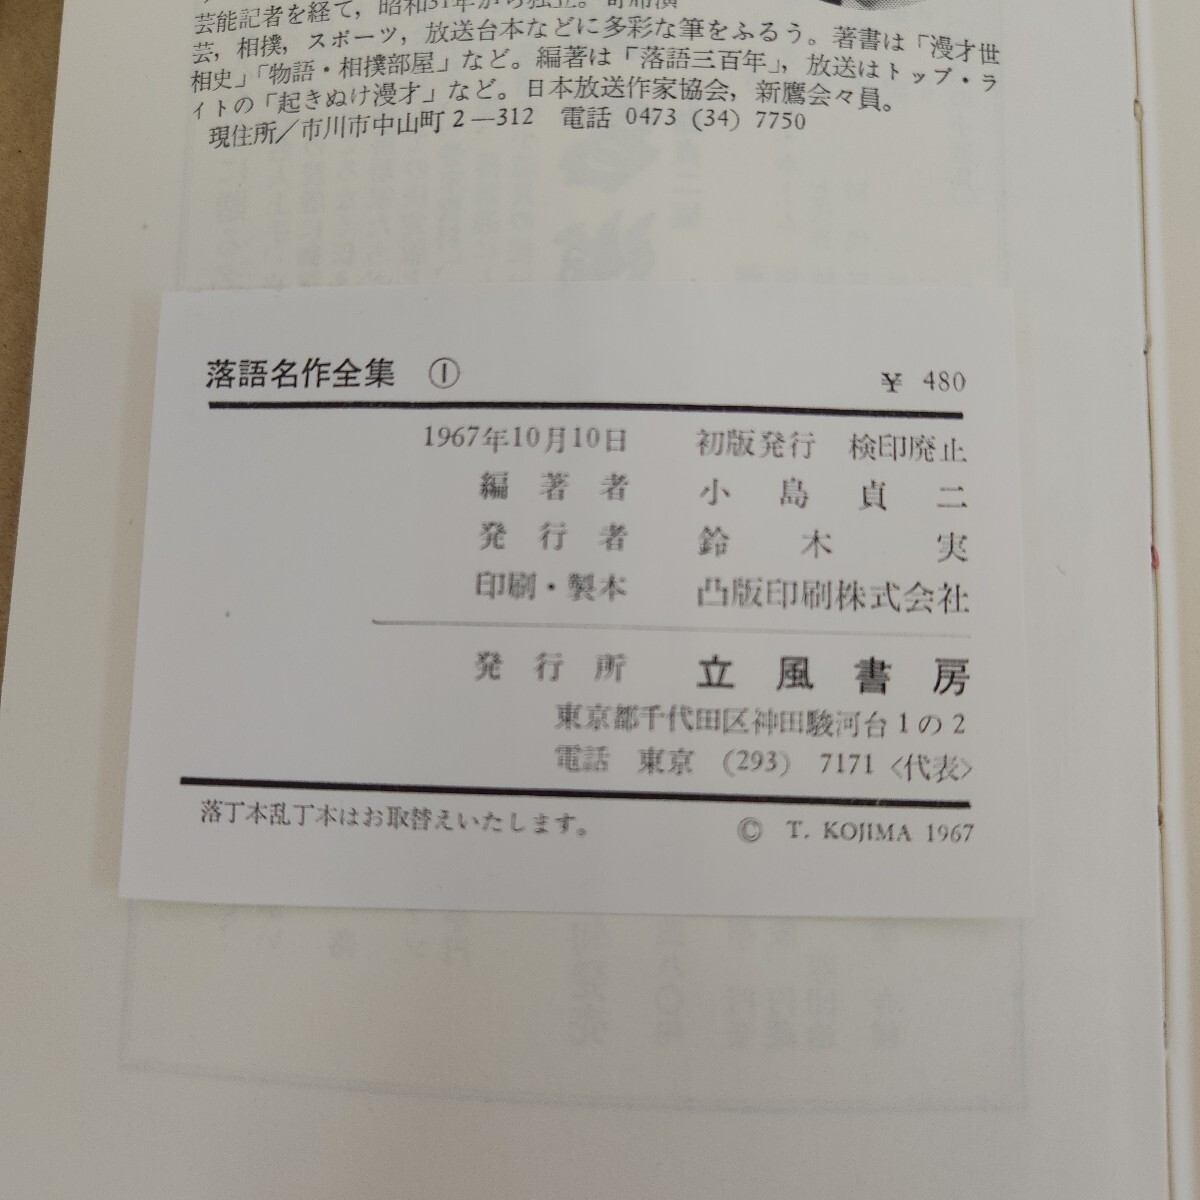 芸能記者を経て，昭和31年から独立。寄席演
芸，相撲，スポーツ，放送台本などに多彩な筆をふるう。著書は「漫才世
相史」「物語・相撲部屋」など。編著は「落語三百年」，放送はトップ・ラ
イトの「起きぬけ漫才」など。日本放送作家協会，新鷹会々員。
現住所／市川市中山町2—312　電話 0473 (34) 7750
落語名作全集 ①
¥ 480
1967年10月10日　初版発行　検印廃止
編著者　小島貞二
発行者　鈴木実
印刷・製本　凸版印刷株式会社
発行所　立風書房
東京都千代田区神田駿河台1の2
電話　東京　(293)　7171〈代表〉
落丁本乱丁本はお取替えいたします。
© T. KOJIMA 1967